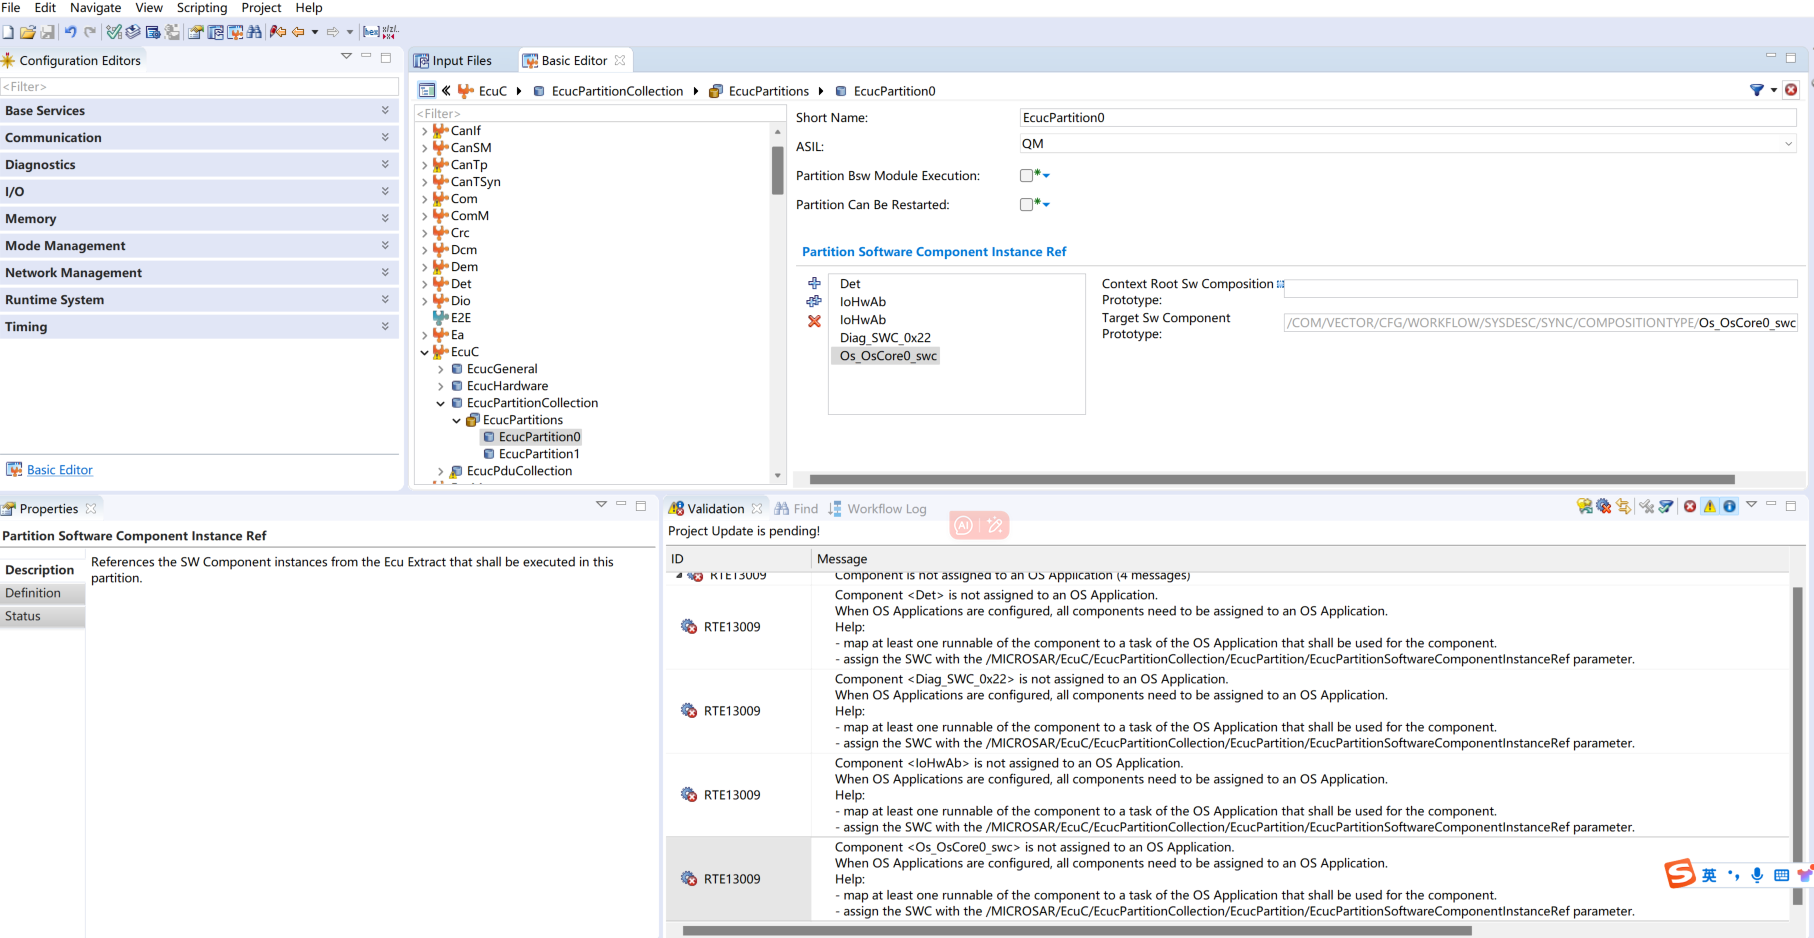 File Edit Navigate View Scripting Project Help
Configuration Editors
<Filter>
Base Services
Communication
Diagnostics
I/O
Memory
Mode Management
Network Management
Runtime System
Timing
Basic Editor
Input Files
Basic Editor
EcuC EcucPartitionCollection EcucPartitions EcucPartition0
<Filter>
CanIf
CanSM
CanTp
CanTSyn
Com
ComM
Crc
Dcm
Dem
Det
Dio
E2E
Ea
EcuC
EcucGeneral
EcucHardware
EcucPartitionCollection
EcucPartitions
EcucPartition0
EcucPartition1
EcucPduCollection
Short Name: EcucPartition0
ASIL: QM
Partition Bsw Module Execution:
Partition Can Be Restarted:
Partition Software Component Instance Ref
Det
IoHwAb
IoHwAb
Diag_SWC_0x22
Os_OsCore0_swc
Context Root Sw Composition
Prototype:
Target Sw Component
Prototype:
/COM/VECTOR/CFG/WORKFLOW/SYSDESC/SYNC/COMPOSITIONTYPE/Os_OsCore0_swc
Properties
Partition Software Component Instance Ref
Description
Definition
Status
References the SW Component instances from the Ecu Extract that shall be executed in this
partition.
Validation Find Workflow Log
Project Update is pending!
AI
ID Message
RTE13009 Component is not assigned to an OS Application (4 messages)
RTE13009
Component <Det> is not assigned to an OS Application.
When OS Applications are configured, all components need to be assigned to an OS Application.
Help:
- map at least one runnable of the component to a task of the OS Application that shall be used for the component.
- assign the SWC with the /MICROSAR/EcuC/EcucPartitionCollection/EcucPartition/EcucPartitionSoftwareComponentInstanceRef parameter.
RTE13009
Component <Diag_SWC_0x22> is not assigned to an OS Application.
When OS Applications are configured, all components need to be assigned to an OS Application.
Help:
- map at least one runnable of the component to a task of the OS Application that shall be used for the component.
- assign the SWC with the /MICROSAR/EcuC/EcucPartitionCollection/EcucPartition/EcucPartitionSoftwareComponentInstanceRef parameter.
RTE13009
Component <IoHwAb> is not assigned to an OS Application.
When OS Applications are configured, all components need to be assigned to an OS Application.
Help:
- map at least one runnable of the component to a task of the OS Application that shall be used for the component.
- assign the SWC with the /MICROSAR/EcuC/EcucPartitionCollection/EcucPartition/EcucPartitionSoftwareComponentInstanceRef parameter.
RTE13009
Component <Os_OsCore0_swc> is not assigned to an OS Application.
When OS Applications are configured, all components need to be assigned to an OS Application.
Help:
- map at least one runnable of the component to a task of the OS Application that shall be used for the component.
- assign the SWC with the /MICROSAR/EcuC/EcucPartitionCollection/EcucPartition/EcucPartitionSoftwareComponentInstanceRef parameter.
英